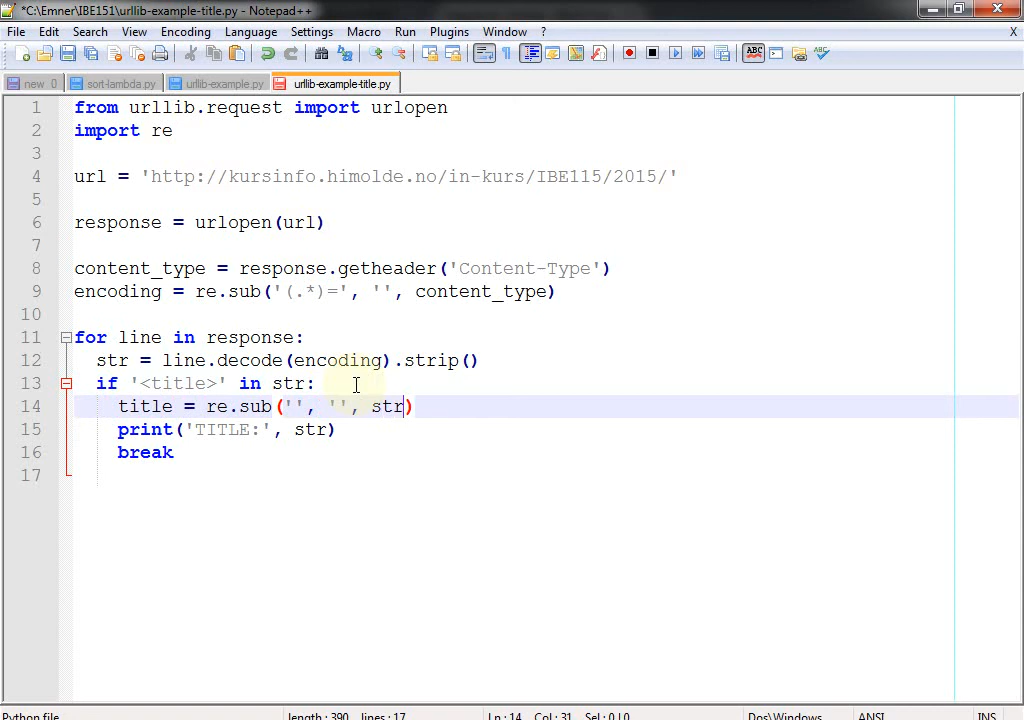 *C:\Emner\IBE151\urllib-example-title.py - Notepad++
File Edit Search View Encoding Language Settings Macro Run Plugins Window ? X
new 0 sort-lambda.py urllib-example.py urllib-example-title.py
1 from urllib.request import urlopen
2 import re
3
4 url = 'http://kursinfo.himolde.no/in-kurs/IBE115/2015/'
5
6 response = urlopen(url)
7
8 content_type = response.getheader('Content-Type')
9 encoding = re.sub('(.*)=', '', content_type)
10
11 for line in response:
12 str = line.decode(encoding).strip()
13 if '<title>' in str:
14 title = re.sub('', '', str)
15 print('TITLE:', str)
16 break
17
Python file length : 390 lines : 17 Ln : 14 Col : 31 Sel : 0 | 0 Dos\Windows ANSI INS